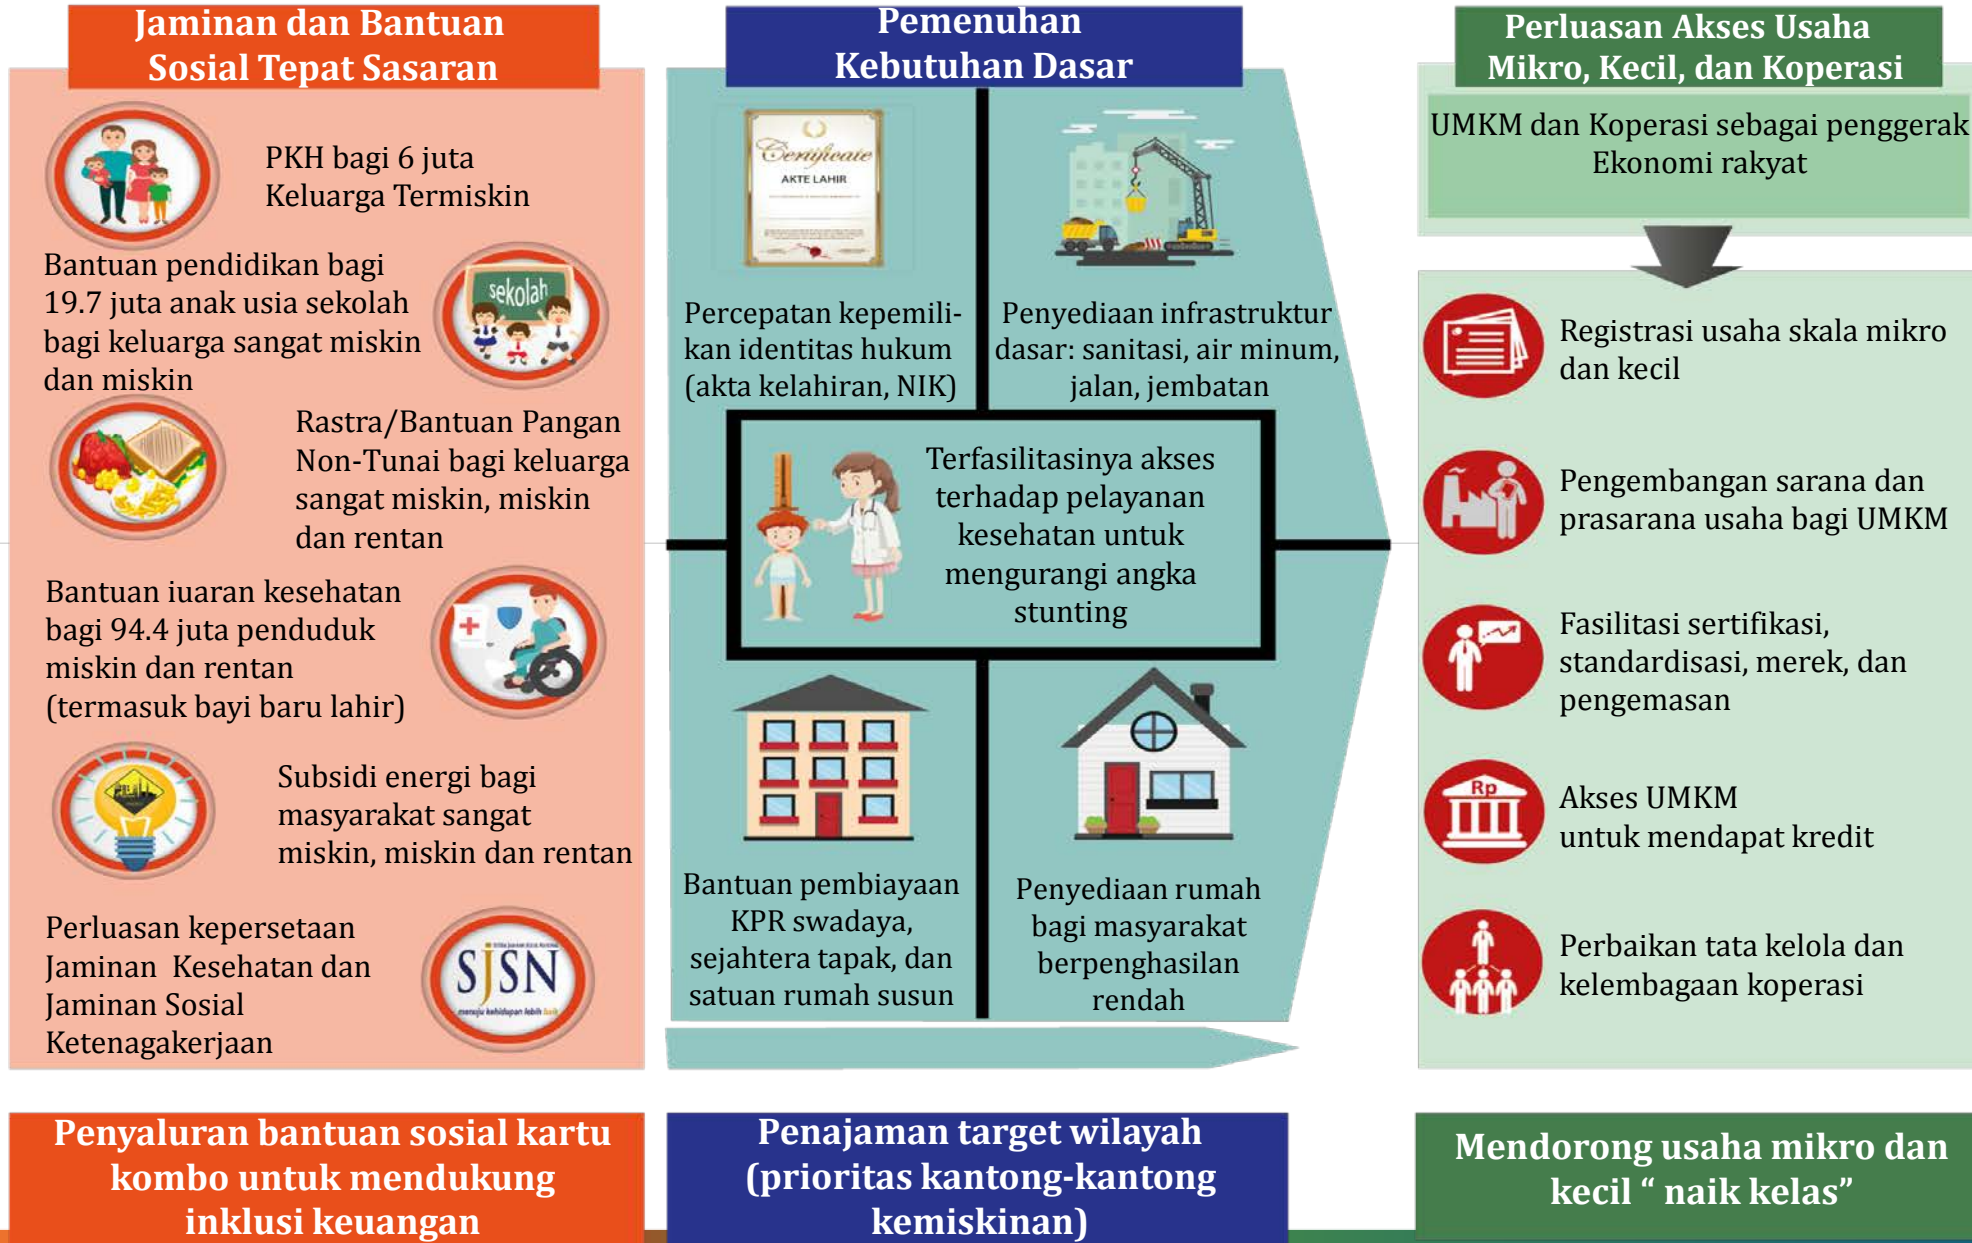 Jaminan dan Bantuan
Sosial Tepat Sasaran
PKH bagi 6 juta
Keluarga Termiskin
Bantuan pendidikan bagi
19.7 juta anak usia sekolah
bagi keluarga sangat miskin
dan miskin
sekolah
Rastra/Bantuan Pangan
Non-Tunai bagi keluarga
sangat miskin, miskin
dan rentan
Bantuan iuaran kesehatan
bagi 94.4 juta penduduk
miskin dan rentan
(termasuk bayi baru lahir)
Subsidi energi bagi
masyarakat sangat
miskin, miskin dan rentan
Perluasan kepersetaan
Jaminan Kesehatan dan
Jaminan Sosial
Ketenagakerjaan
SJSN
menuju kehidupan lebih baik
Penyaluran bantuan sosial kartu
kombo untuk mendukung
inklusi keuangan
Pemenuhan
Kebutuhan Dasar
Certificate
AKTE LAHIR
Percepatan kepemili-
kan identitas hukum
(akta kelahiran, NIK)
Penyediaan infrastruktur
dasar: sanitasi, air minum,
jalan, jembatan
Terfasilitasinya akses
terhadap pelayanan
kesehatan untuk
mengurangi angka
stunting
Bantuan pembiayaan
KPR swadaya,
sejahtera tapak, dan
satuan rumah susun
Penyediaan rumah
bagi masyarakat
berpenghasilan
rendah
Penajaman target wilayah
(prioritas kantong-kantong
kemiskinan)
Perluasan Akses Usaha
Mikro, Kecil, dan Koperasi
UMKM dan Koperasi sebagai penggerak
Ekonomi rakyat
Registrasi usaha skala mikro
dan kecil
Pengembangan sarana dan
prasarana usaha bagi UMKM
Fasilitasi sertifikasi,
standardisasi, merek, dan
pengemasan
Rp
Akses UMKM
untuk mendapat kredit
Perbaikan tata kelola dan
kelembagaan koperasi
Mendorong usaha mikro dan
kecil “ naik kelas”